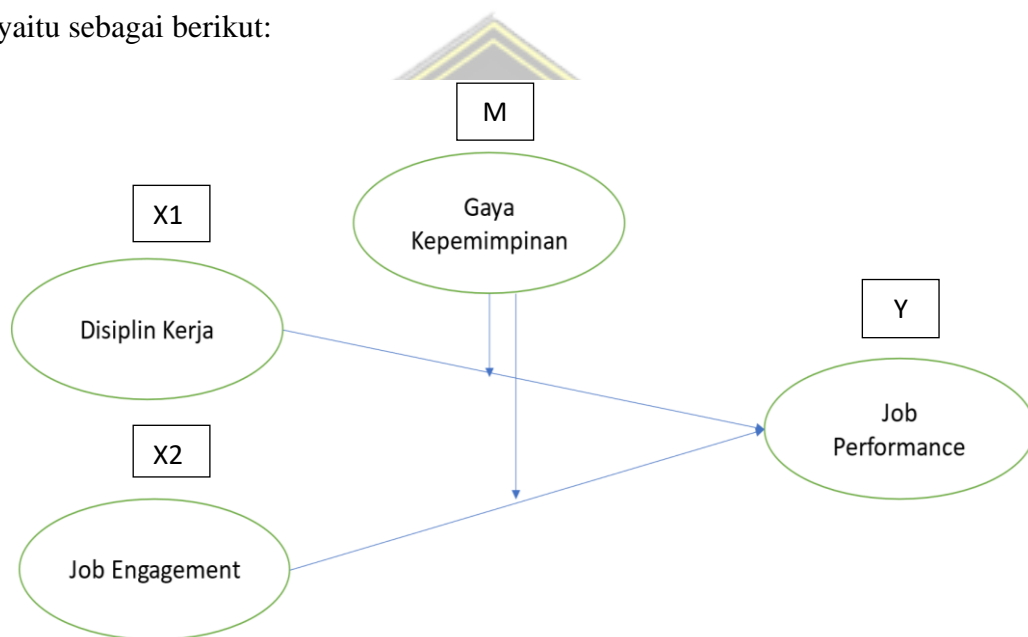 yaitu sebagai berikut:
M
Gaya
Kepemimpinan
X1
Disiplin Kerja
Y
Job
Performance
X2
Job Engagement